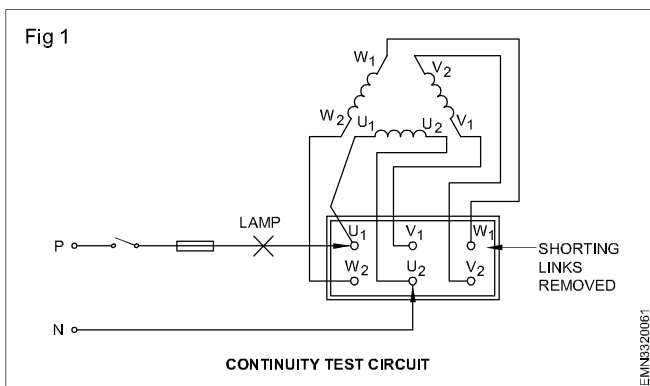 Fig 1
W1
V2
W2
U1
U2
V1
LAMP
P
U1
V1
W1
SHORTING
LINKS
REMOVED
W2
U2
V2
N
CONTINUITY TEST CIRCUIT
EMN3320061